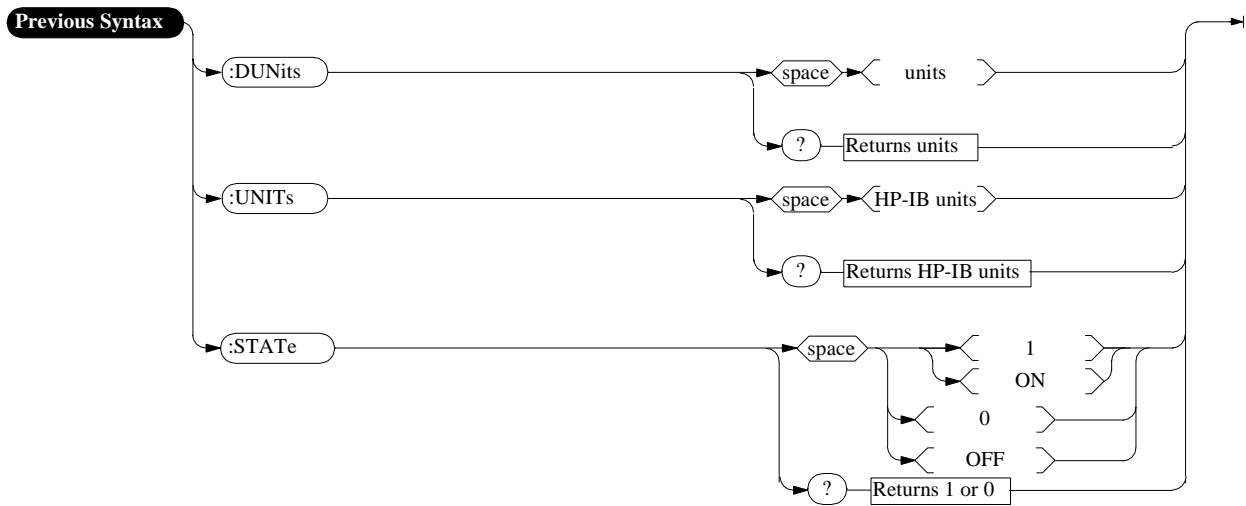 Previous Syntax
:DUNits space units
? Returns units
:UNITs space HP-IB units
? Returns HP-IB units
:STATe space 1
ON
0
OFF
? Returns 1 or 0